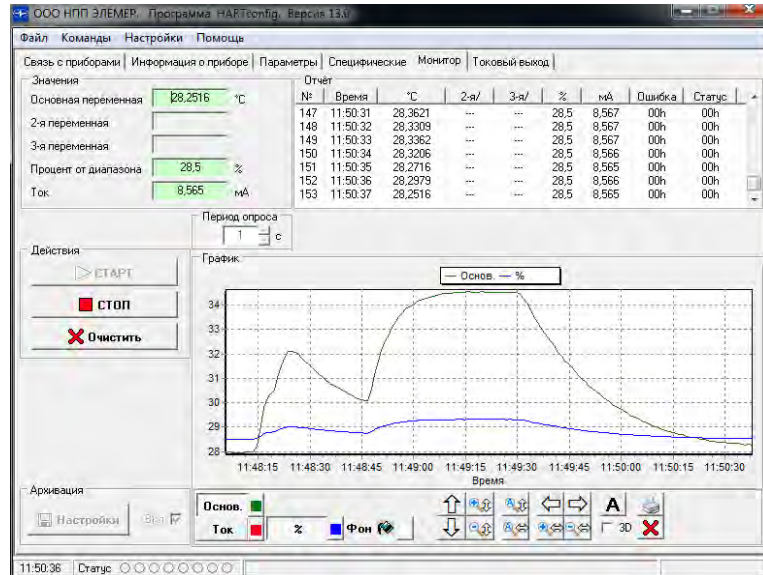 ООО НПП ЭЛЕМЕР. Программа HARTconfig. Версия 13.0
Файл Команды Настройки Помощь
Связь с приборами Информация о приборе Параметры Специфические Монитор Токовый выход
Значения
Основная переменная 28,2516 °C
2-я переменная
3-я переменная
Процент от диапазона 28,5 %
Ток 8,565 мА
Отчёт
№ Время °C 2-я/ 3-я/ % мА Ошибка Статус
147 11:50:31 28,3621 --- --- 28,5 8,567 00h 00h
148 11:50:32 28,3309 --- --- 28,5 8,567 00h 00h
149 11:50:33 28,3362 --- --- 28,5 8,567 00h 00h
150 11:50:34 28,3206 --- --- 28,5 8,566 00h 00h
151 11:50:35 28,2716 --- --- 28,5 8,566 00h 00h
152 11:50:36 28,2979 --- --- 28,5 8,566 00h 00h
153 11:50:37 28,2516 --- --- 28,5 8,565 00h 00h
Период опроса
1 с
Действия
СТАРТ
СТОП
Очистить
График
Основ. %
34
33
32
31
30
29
28
11:48:15 11:48:30 11:48:45 11:49:00 11:49:15 11:49:30 11:49:45 11:50:00 11:50:15 11:50:30
Время
Архивация
Настройки Вкл
Основ.
Ток % Фон
А
3D
11:50:36 Статус